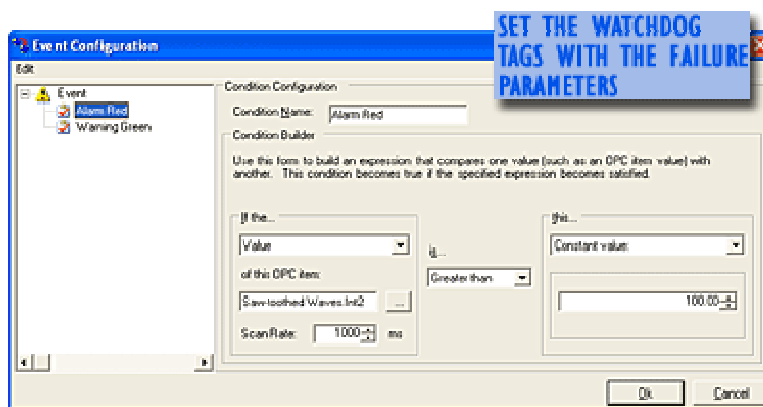 SET THE WATCHDOG
TAGS WITH THE FAILURE
PARAMETERS
Event Configuration
Edit
Event
Alarm Red
Warning Green
Condition Configuration
Condition Name: Alarm Red
Condition Builder
Use this form to build an expression that compares one value (such as an OPC item value) with
another. This condition becomes true if the specified expression becomes satisfied.
If the...
Value
of this OPC item:
Saw-toothed Waves.Int2 ...
Scan Rate: 1000 ms
is...
Greater than
this...
Constant value:
100.00
Ok Cancel